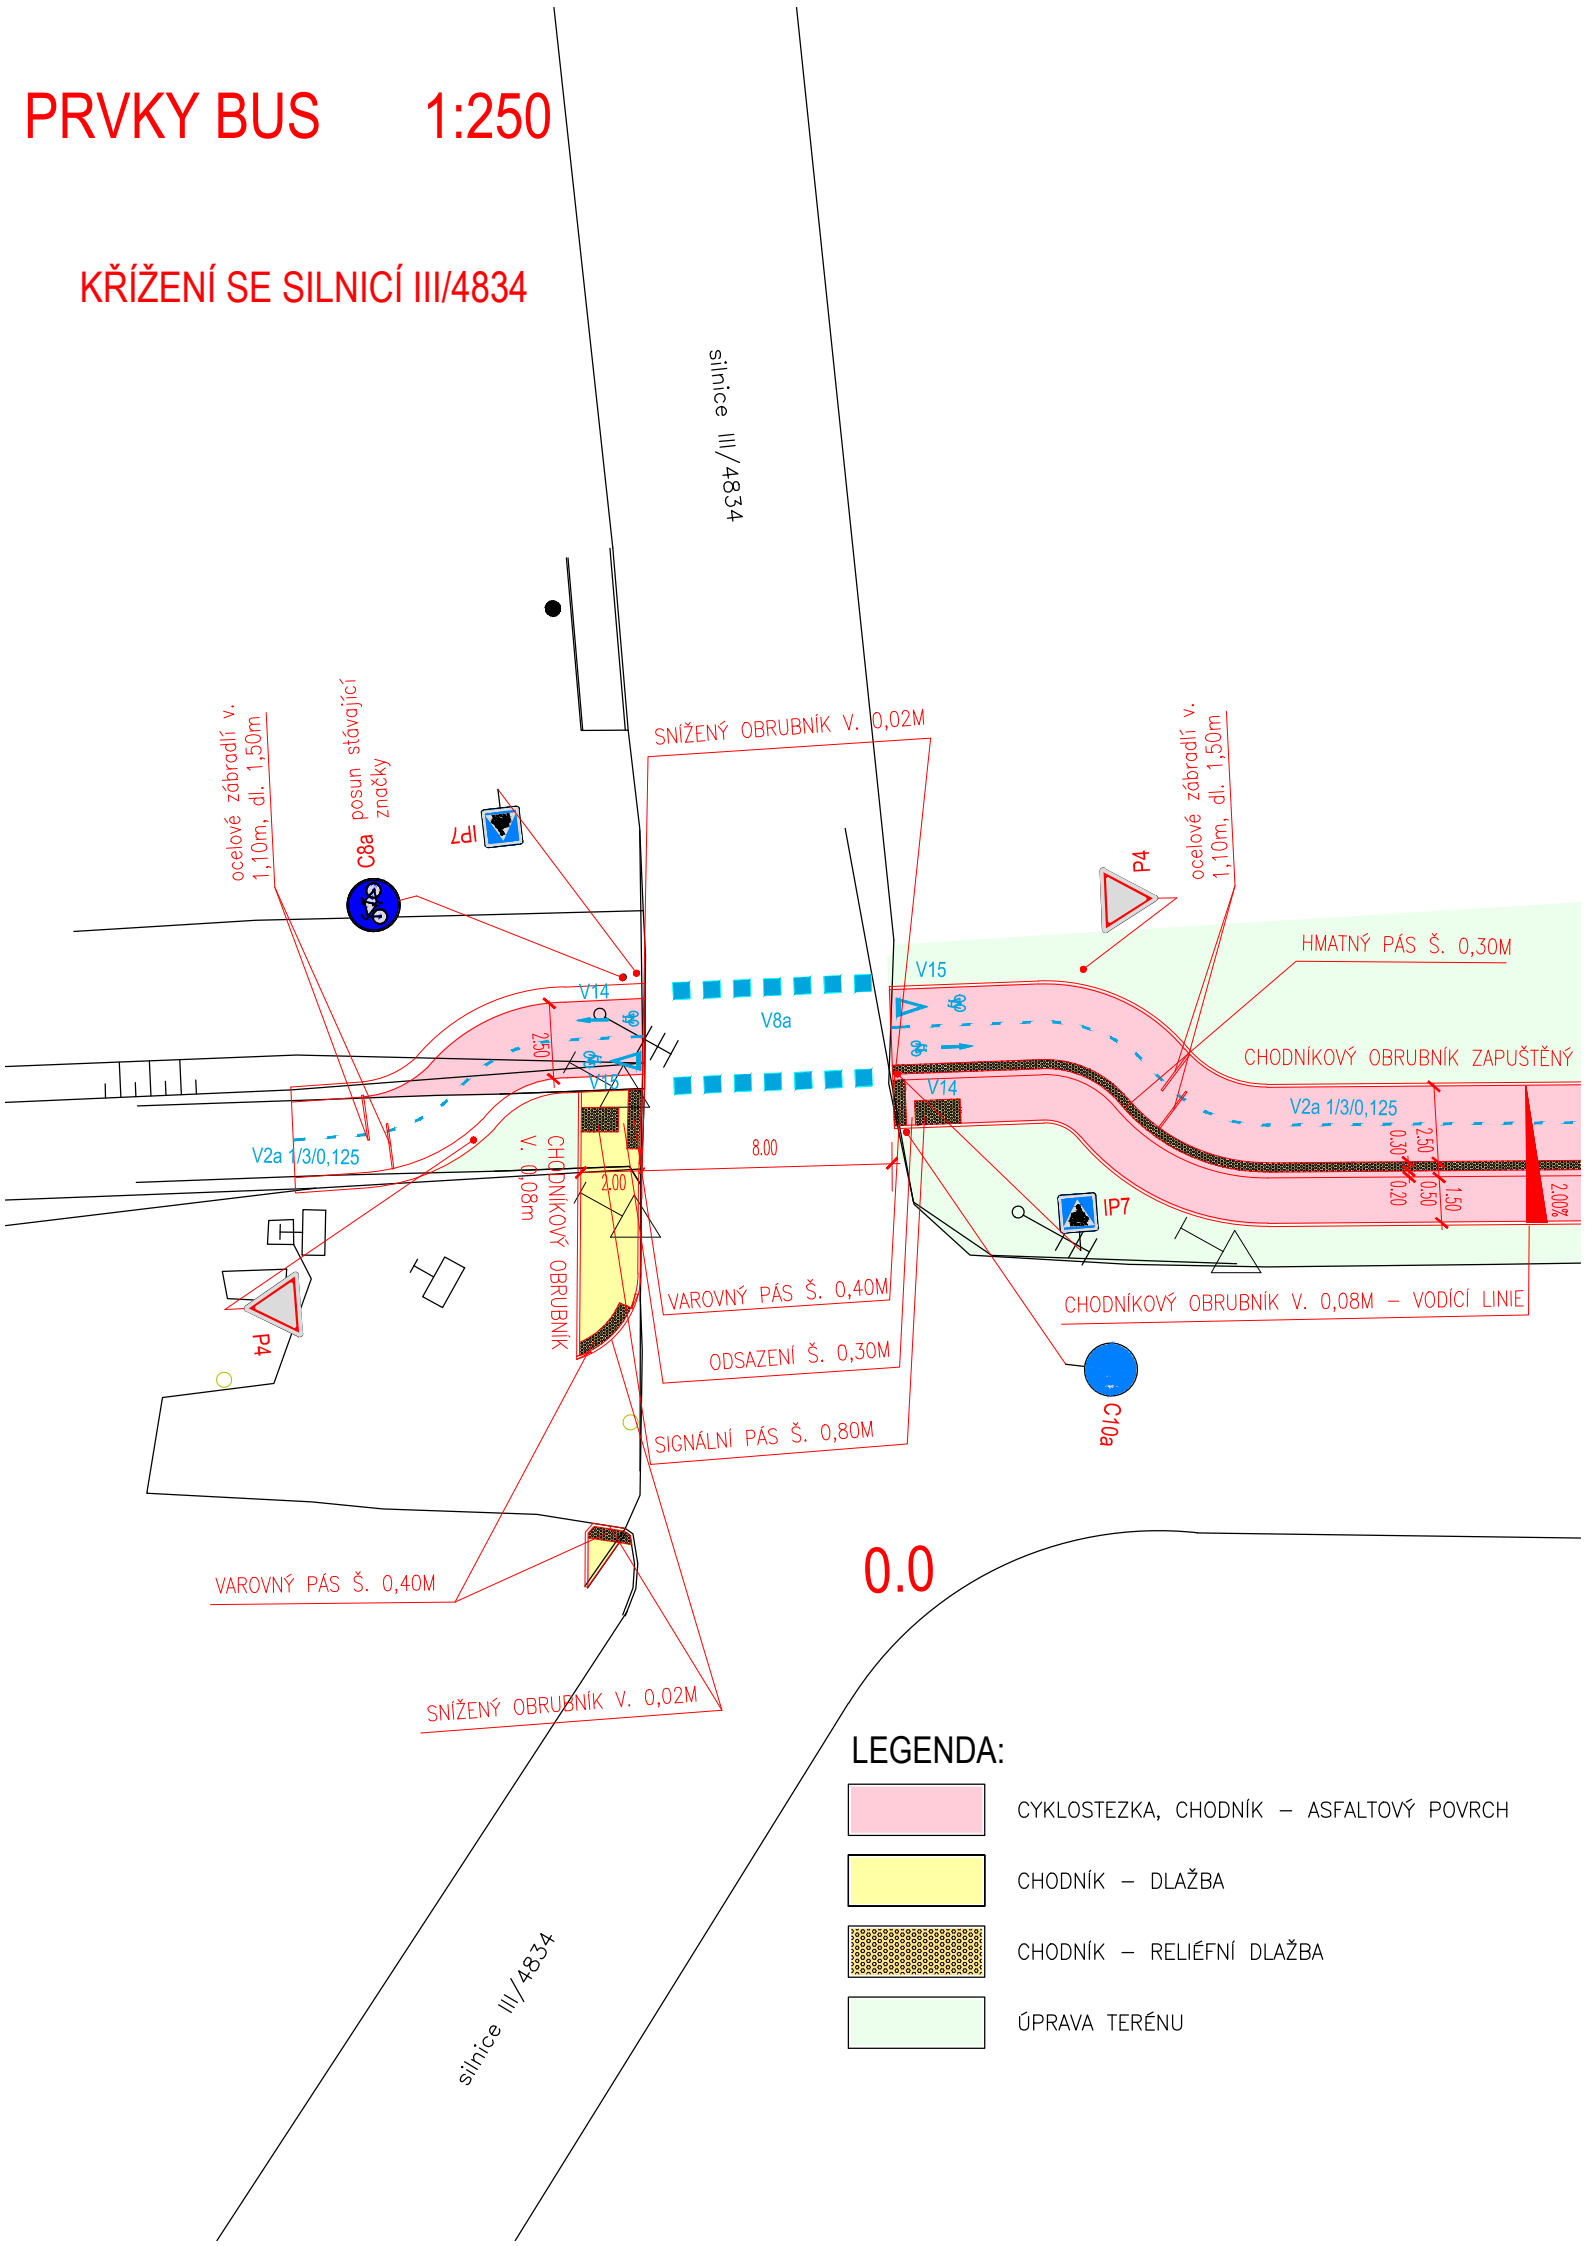 PRVKY BUS 1:250
KŘÍŽENÍ SE SILNICÍ III/4834
silnice III/4834
ocelové zábradlí v.
1,10m, dl. 1,50m
C8a posun stávající
značky
IP7
SNÍŽENÝ OBRUBNÍK V. 0,02M
P4
ocelové zábradlí v.
1,10m, dl. 1,50m
HMATNÝ PÁS Š. 0,30M
V14
V15
V8a
2.50
V15
V14
CHODNÍKOVÝ OBRUBNÍK ZAPUŠTĚNÝ
V2a 1/3/0,125
V2a 1/3/0,125
8.00
2.00
CHODNÍKOVÝ OBRUBNÍK
V. 0,08m
2.50
0.30
0.20
0.50
1.50
2.00%
IP7
VAROVNÝ PÁS Š. 0,40M
CHODNÍKOVÝ OBRUBNÍK V. 0,08M – VODÍCÍ LINIE
P4
ODSAZENÍ Š. 0,30M
C10a
SIGNÁLNÍ PÁS Š. 0,80M
VAROVNÝ PÁS Š. 0,40M
0.0
SNÍŽENÝ OBRUBNÍK V. 0,02M
LEGENDA:
CYKLOSTEZKA, CHODNÍK – ASFALTOVÝ POVRCH
CHODNÍK – DLAŽBA
CHODNÍK – RELIÉFNÍ DLAŽBA
ÚPRAVA TERÉNU
silnice III/4834